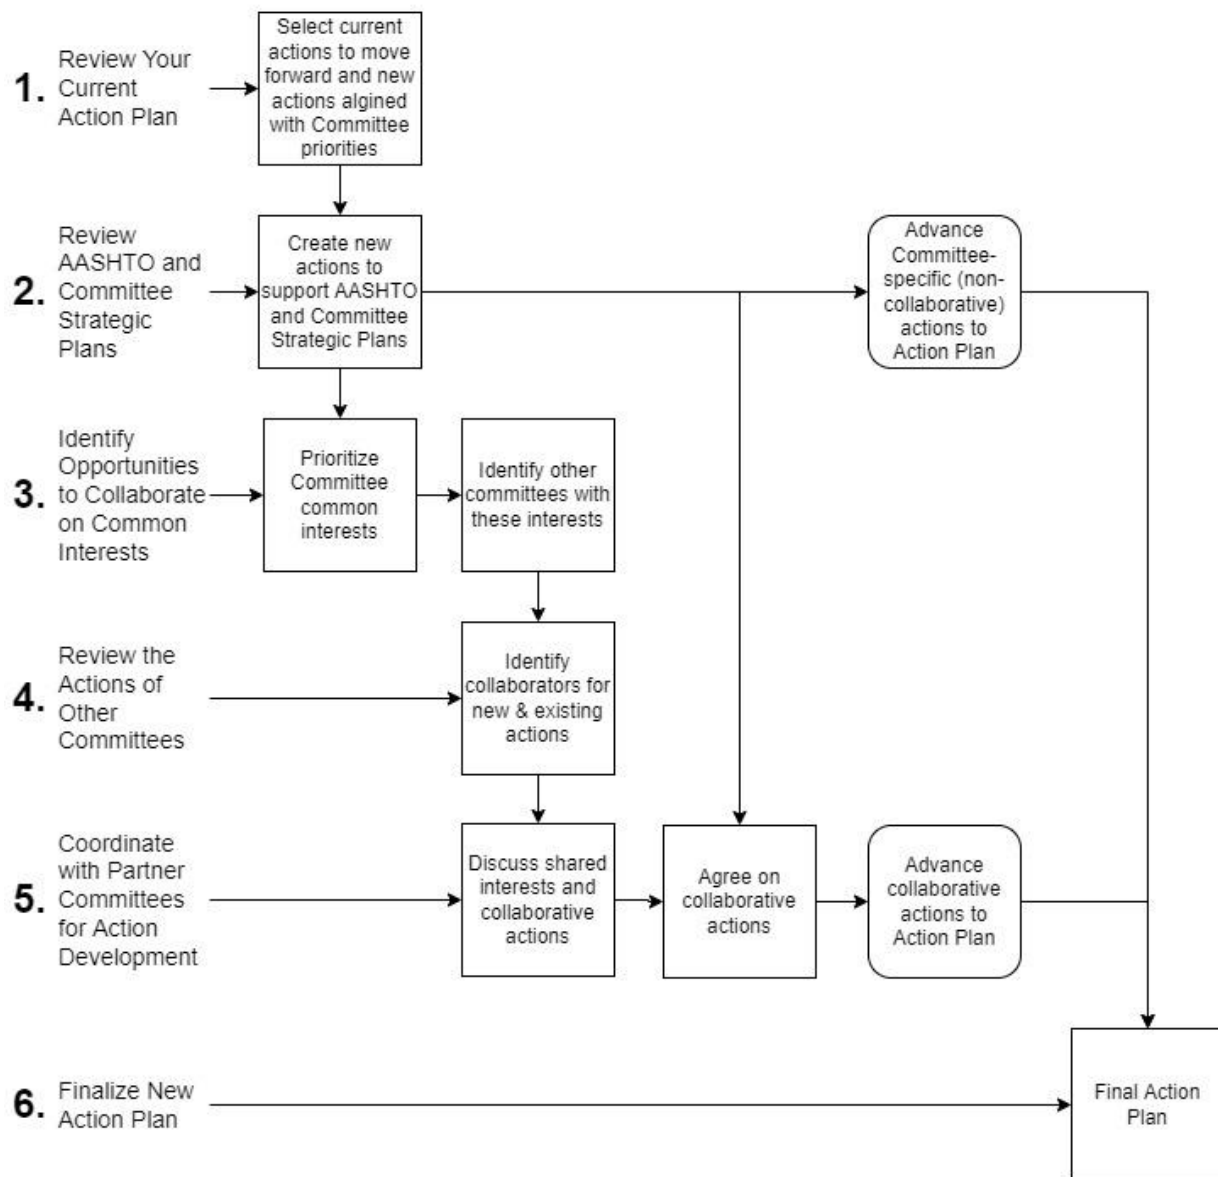 1.
Review Your
Current
Action Plan
Select current
actions to move
forward and new
actions algined
with Committee
priorities
2.
Review
AASHTO and
Committee
Strategic
Plans
Create new
actions to
support AASHTO
and Committee
Strategic Plans
Advance
Committee-
specific (non-
collaborative)
actions to
Action Plan
3.
Identify
Opportunities
to Collaborate
on Common
Interests
Prioritize
Committee
common
interests
Identify other
committees with
these interests
4.
Review the
Actions of
Other
Committees
Identify
collaborators for
new & existing
actions
5.
Coordinate
with Partner
Committees
for Action
Development
Discuss shared
interests and
collaborative
actions
Agree on
collaborative
actions
Advance
collaborative
actions to
Action Plan
6.
Finalize New
Action Plan
Final Action
Plan